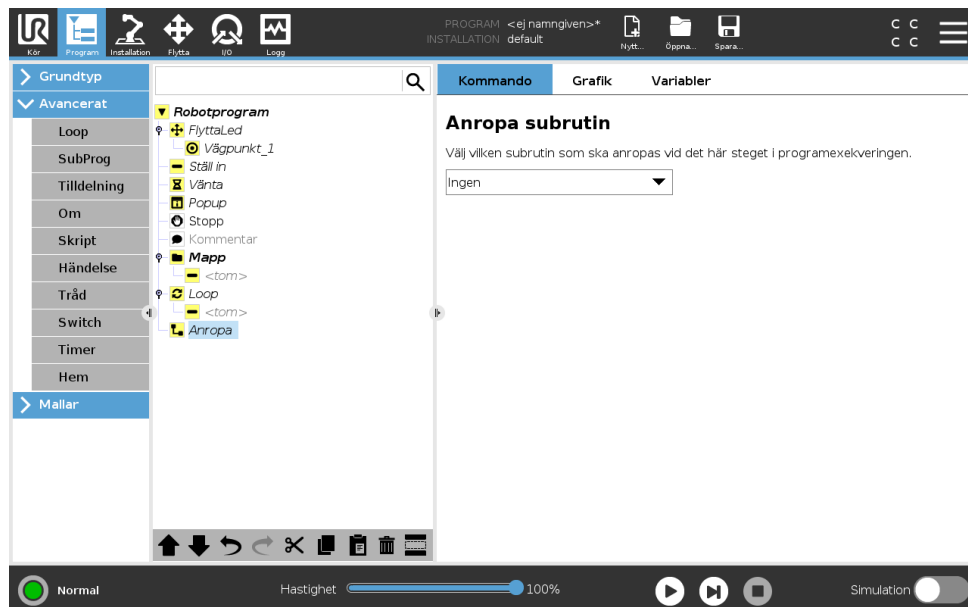 PROGRAM <ej namngiven>*
INSTALLATION default
UR
Kör
Program
Installation
Flytta
I/O
Logg
Nytt...
Öppna...
Spara...
C C
C C
Grundtyp
Avancerat
Loop
SubProg
Tilldelning
Om
Skript
Händelse
Tråd
Switch
Timer
Hem
Mallar
Robotprogram
FlyttaLed
Vägpunkt_1
Ställ in
Vänta
Popup
Stopp
Kommentar
Mapp
<tom>
Loop
<tom>
Anropa
Kommando
Grafik
Variabler
Anropa subrutin
Välj vilken subrutin som ska anropas vid det här steget i programexekveringen.
Ingen
Normal
Hastighet
100%
Simulation